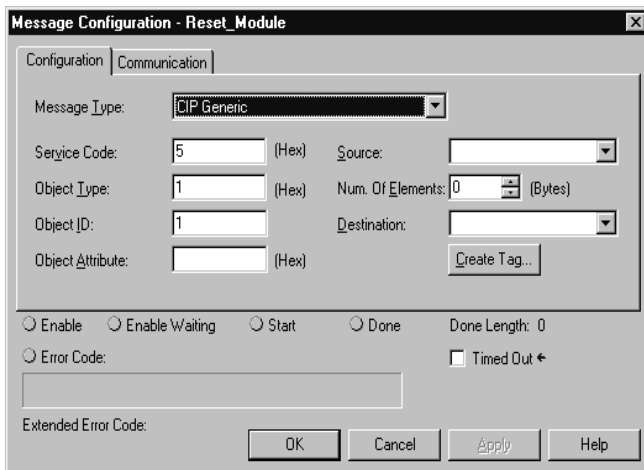 Message Configuration - Reset_Module
Configuration Communication
Message Type: CIP Generic
Service Code: 5 (Hex) Source:
Object Type: 1 (Hex) Num. Of Elements: 0 (Bytes)
Object ID: 1 Destination:
Object Attribute: (Hex) Create Tag...
Enable Enable Waiting Start Done Done Length: 0
Error Code: Timed Out ←
Extended Error Code:
OK Cancel Apply Help